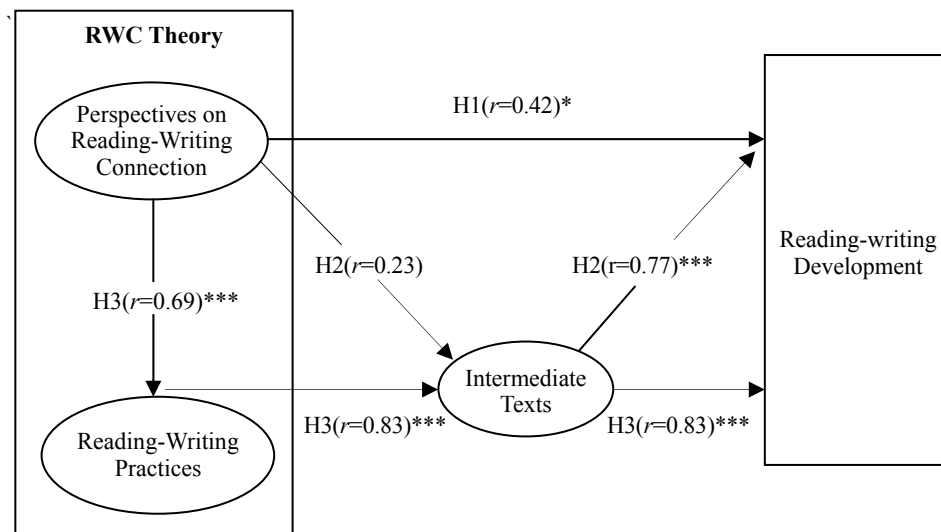 `
RWC Theory
Perspectives on
Reading-Writing
Connection
H1(r=0.42)*
H2(r=0.23)
H2(r=0.77)***
Reading-writing
Development
H3(r=0.69)***
Intermediate
Texts
Reading-Writing
Practices
H3(r=0.83)***
H3(r=0.83)***